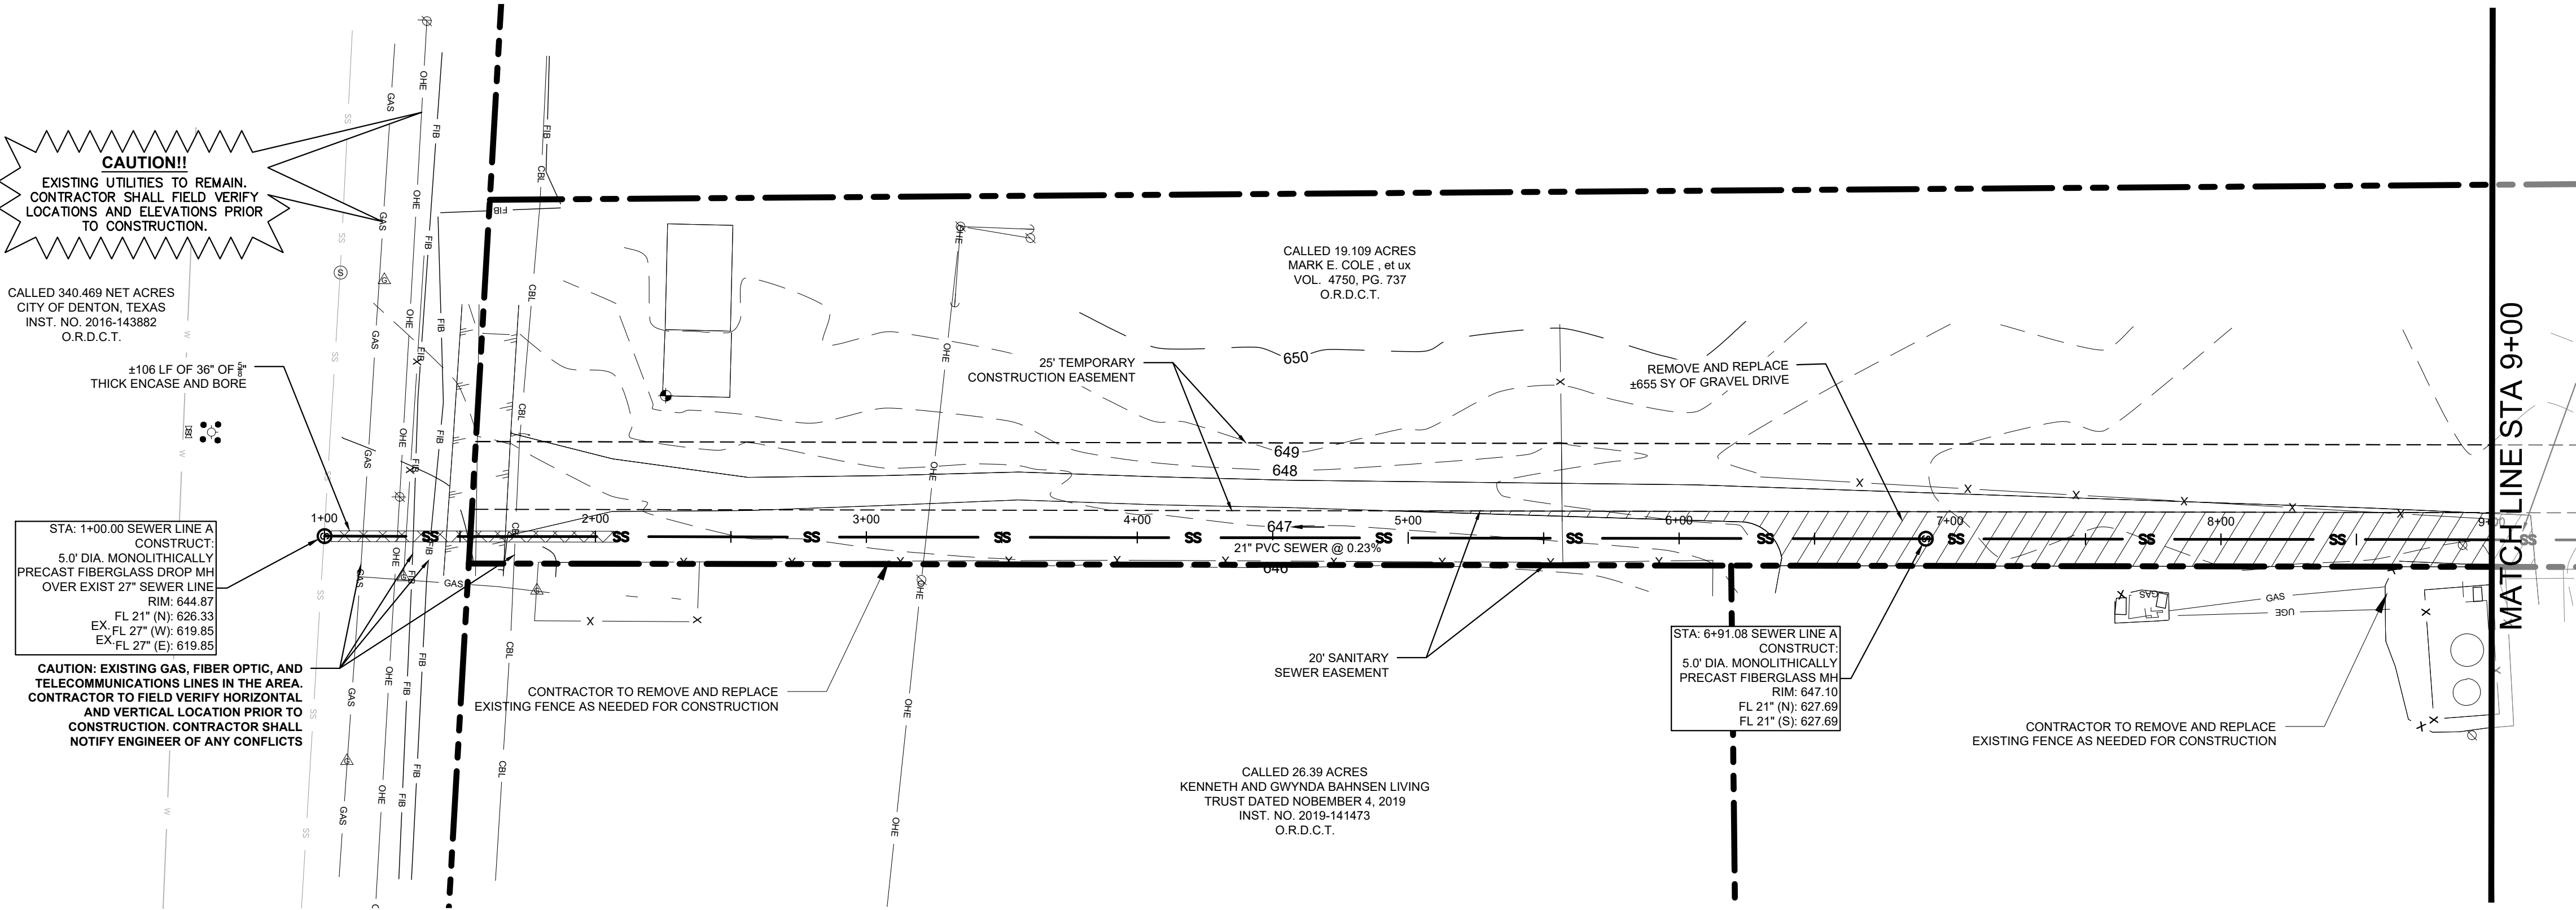 CAUTION!!
EXISTING UTILITIES TO REMAIN.
CONTRACTOR SHALL FIELD VERIFY
LOCATIONS AND ELEVATIONS PRIOR
TO CONSTRUCTION.
CALLED 340.469 NET ACRES
CITY OF DENTON, TEXAS
INST. NO. 2016-143882
O.R.D.C.T.
±106 LF OF 36" OF 5/8"
THICK ENCASE AND BORE
STA: 1+00.00 SEWER LINE A
CONSTRUCT:
5.0' DIA. MONOLITHICALLY
PRECAST FIBERGLASS DROP MH
OVER EXIST 27" SEWER LINE
RIM: 644.87
FL 21" (N): 626.33
EX. FL 27" (W): 619.85
EX. FL 27" (E): 619.85
CAUTION: EXISTING GAS, FIBER OPTIC, AND
TELECOMMUNICATIONS LINES IN THE AREA.
CONTRACTOR TO FIELD VERIFY HORIZONTAL
AND VERTICAL LOCATION PRIOR TO
CONSTRUCTION. CONTRACTOR SHALL
NOTIFY ENGINEER OF ANY CONFLICTS
CALLED 19.109 ACRES
MARK E. COLE , et ux
VOL. 4750, PG. 737
O.R.D.C.T.
25' TEMPORARY
CONSTRUCTION EASEMENT
REMOVE AND REPLACE
±655 SY OF GRAVEL DRIVE
650
649
648
647
646
1+00
2+00
3+00
4+00
5+00
6+00
7+00
8+00
9+00
21" PVC SEWER @ 0.23%
CONTRACTOR TO REMOVE AND REPLACE
EXISTING FENCE AS NEEDED FOR CONSTRUCTION
20' SANITARY
SEWER EASEMENT
STA: 6+91.08 SEWER LINE A
CONSTRUCT:
5.0' DIA. MONOLITHICALLY
PRECAST FIBERGLASS MH
RIM: 647.10
FL 21" (N): 627.69
FL 21" (S): 627.69
CALLED 26.39 ACRES
KENNETH AND GWYNDA BAHNSEN LIVING
TRUST DATED NOBEMBER 4, 2019
INST. NO. 2019-141473
O.R.D.C.T.
CONTRACTOR TO REMOVE AND REPLACE
EXISTING FENCE AS NEEDED FOR CONSTRUCTION
MATCH LINE STA 9+00
SS
GAS
OHE
FIB
CBL
W
UGE